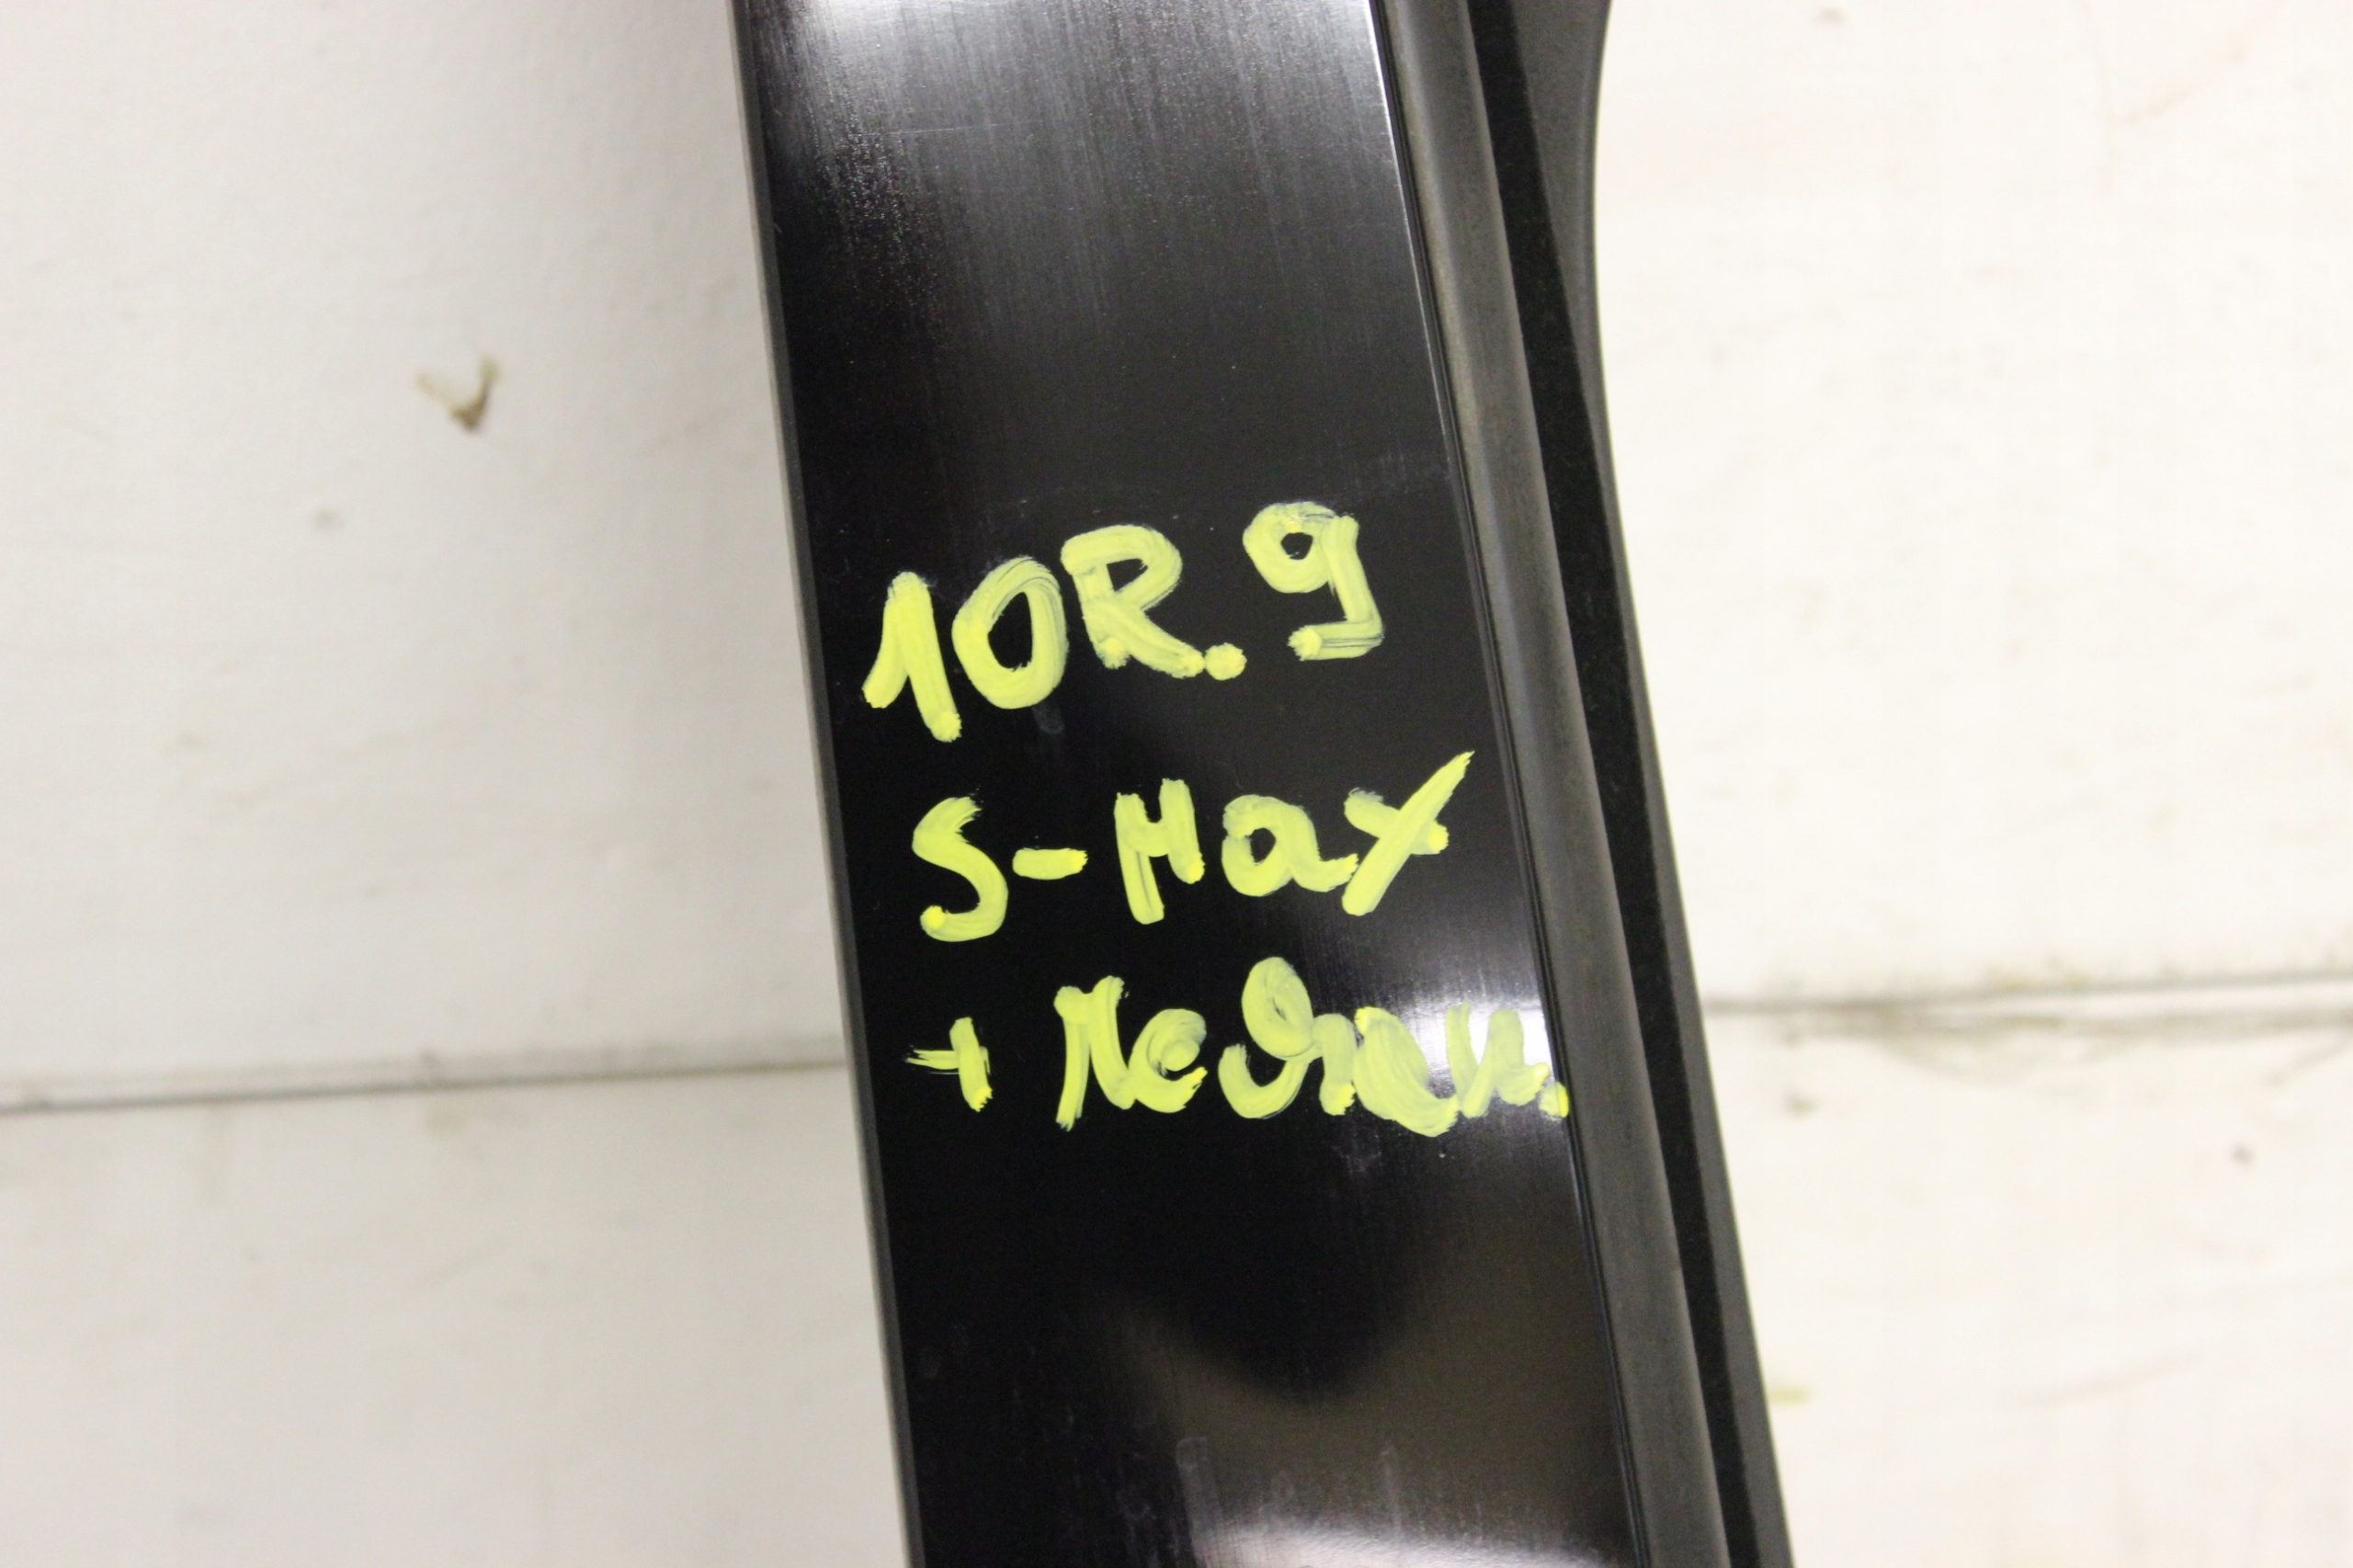 10R. 9
S-Max
+